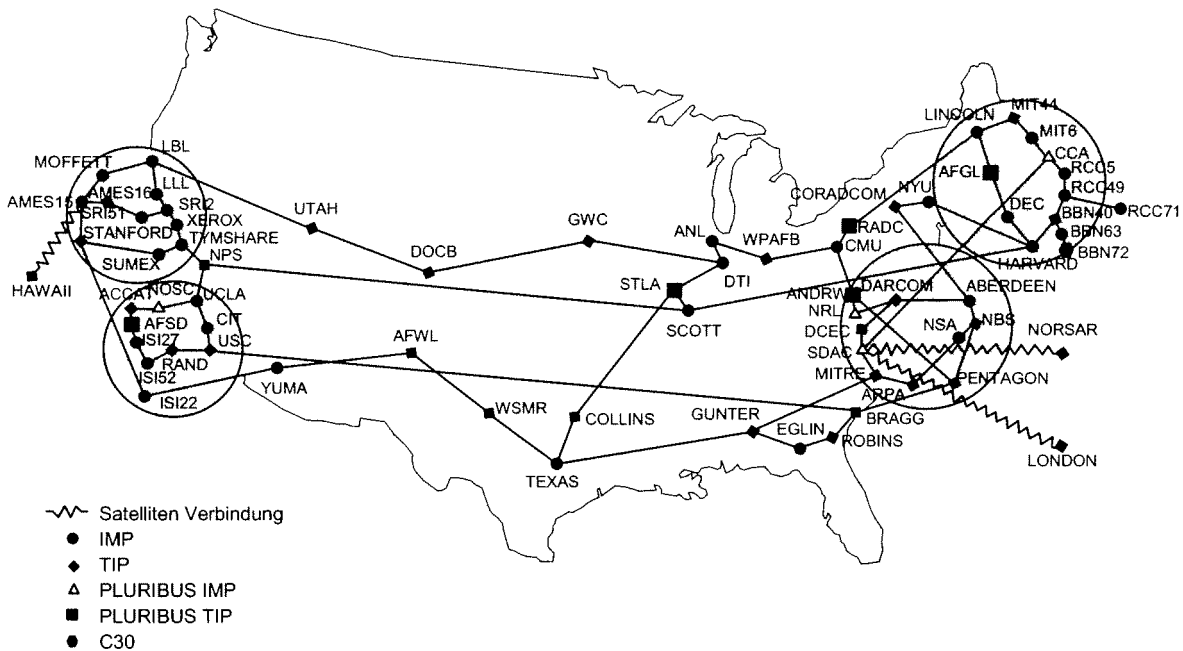 MIT44
LINCOLN
MIT6
LBL
MOFFETT
CCA
AFGL
RCC5
LLL
AMES16
CORADCOM
NYU
RCC49
AMES15
SRI51
SRI2
DEC
BBN40
RCC71
XEROX
UTAH
GWC
STANFORD
RADC
BBN63
TYMSHARE
ANL
WPAFB
CMU
BBN72
SUMEX
NPS
DOCB
HARVARD
DTI
HAWAII
STLA
ANDRW
DARCOM
ABERDEEN
ACCAT
NOSC
UCLA
NRL
AFSD
CIT
SCOTT
DCEC
NSA
NBS
NORSAR
ISI27
USC
AFWL
SDAC
RAND
ISI52
YUMA
MITRE
ARPA
PENTAGON
ISI22
WSMR
COLLINS
GUNTER
EGLIN
BRAGG
ROBINS
TEXAS
LONDON
Satelliten Verbindung
IMP
TIP
PLURIBUS IMP
PLURIBUS TIP
C30